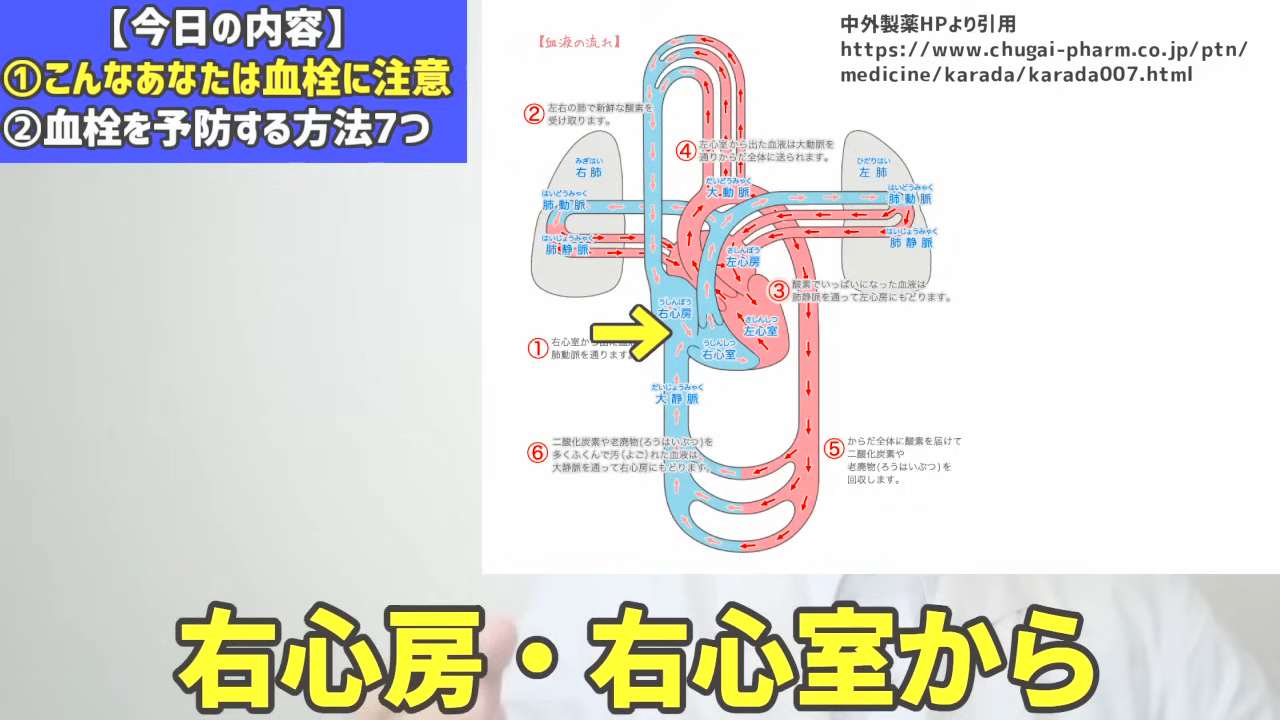 【今日の内容】
①こんなあなたは血栓に注意
②血栓を予防する方法7つ
中外製薬HPより引用
https://www.chugai-pharm.co.jp/ptn/
medicine/karada/karada007.html
【血液の流れ】
② 左右の肺で新鮮な酸素を
受け取ります。
④ 左心室から出た血液は大動脈を
通りからだ全体に送られます。
みぎはい
右肺
ひだりはい
左肺
だいどうみゃく
大動脈
はいどうみゃく
肺動脈
はいどうみゃく
肺動脈
はいじょうみゃく
肺静脈
はいじょうみゃく
肺静脈
さしんぼう
左心房
③ 酸素でいっぱいになった血液は
肺静脈を通って左心房にもどります。
うしんぼう
右心房
さしんしつ
左心室
うしんしつ
右心室
① 右心室から出た
肺動脈を通ります。
だいじょうみゃく
大静脈
⑥ 二酸化炭素や老廃物(ろうはいぶつ)を
多くふくんで汚(よご)れた血液は、
大静脈を通って右心房にもどります。
⑤ からだ全体に酸素を届けて
二酸化炭素や
老廃物(ろうはいぶつ)を
回収します。
右心房・右心室から